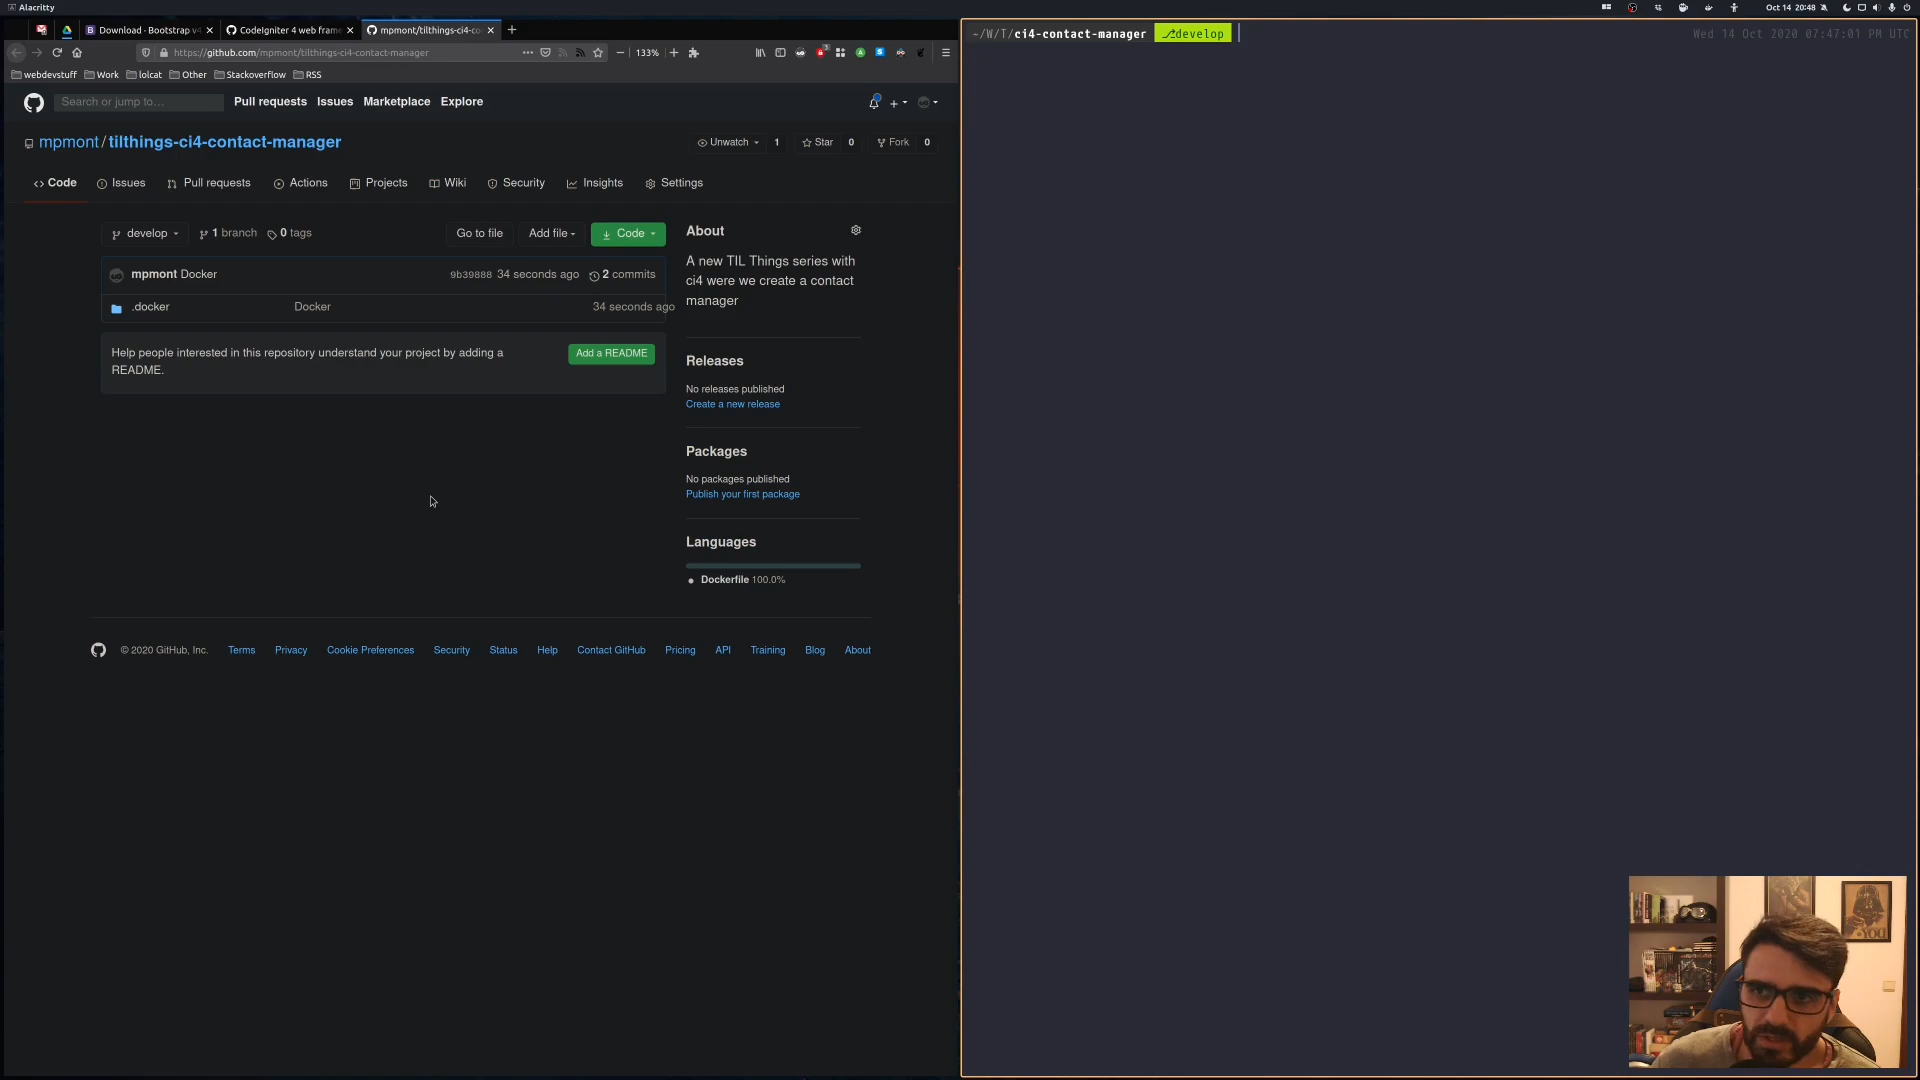 Alacritty
Oct 14 20:48
Download · Bootstrap v4
CodeIgniter 4 web frame
mpmont/tilthings-ci4-co
https://github.com/mpmont/tilthings-ci4-contact-manager
133%
webdevstuff Work lolcat Other Stackoverflow RSS
Search or jump to…
Pull requests Issues Marketplace Explore
mpmont/tilthings-ci4-contact-manager
Unwatch 1 Star 0 Fork 0
Code Issues Pull requests Actions Projects Wiki Security Insights Settings
develop 1 branch 0 tags Go to file Add file Code
mpmont Docker 9b39888 34 seconds ago 2 commits
.docker Docker 34 seconds ago
Help people interested in this repository understand your project by adding a
README.
Add a README
About
A new TIL Things series with
ci4 were we create a contact
manager
Releases
No releases published
Create a new release
Packages
No packages published
Publish your first package
Languages
Dockerfile 100.0%
© 2020 GitHub, Inc. Terms Privacy Cookie Preferences Security Status Help Contact GitHub Pricing API Training Blog About
~/W/T/ci4-contact-manager develop
Wed 14 Oct 2020 07:47:01 PM UTC
YOU